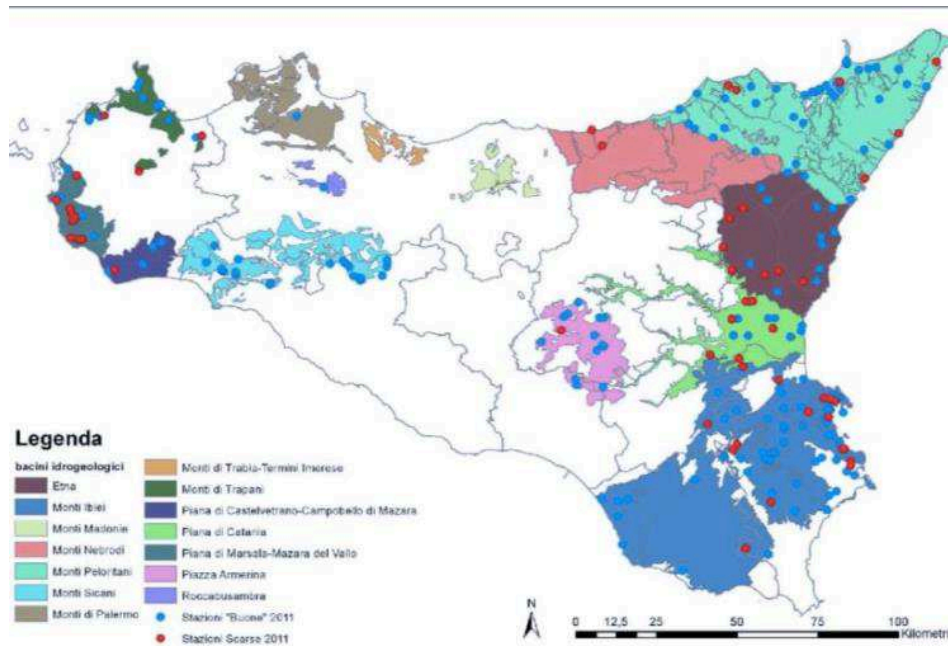 Legenda
bacini idrogeologici
Etna
Monti Iblei
Monti Madonie
Monti Nebrodi
Monti Peloritani
Monti Sicani
Monti di Palermo
Monti di Trabia-Termini Imerese
Monti di Trapani
Piana di Castelvetrano-Campobello di Mazara
Piana di Catania
Piana di Marsala-Mazara del Vallo
Piazza Armerina
Roccabusambra
Stazioni "Buone" 2011
Stazioni Scarse 2011
N
0 12,5 25 50 75 100
Kilometri